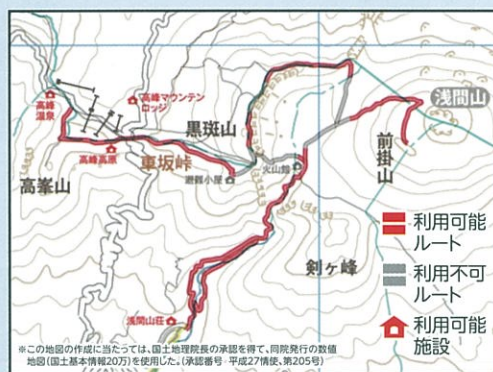 高峰
温泉
高峰マウンテン
ロッジ
黒斑山
浅間山
前掛山
高峰高原
車坂峠
避難小屋
火山館
高峯山
剣ヶ峰
浅間山荘
利用可能
ルート
利用不可
ルート
利用可能
施設
※この地図の作成に当たっては、国土地理院長の承認を得て、同院発行の数値
地図(国土基本情報20万)を使用した。(承認番号 平成27情使、第205号)